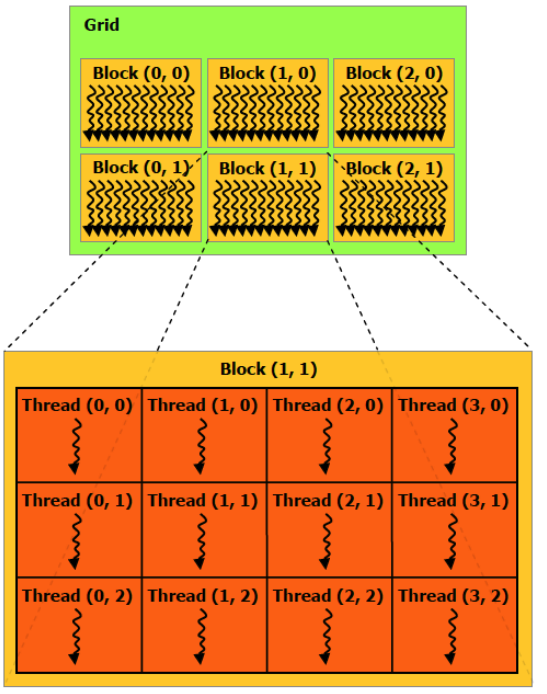 Grid
Block (0, 0) Block (1, 0) Block (2, 0)
Block (0, 1) Block (1, 1) Block (2, 1)
Block (1, 1)
Thread (0, 0) Thread (1, 0) Thread (2, 0) Thread (3, 0)
Thread (0, 1) Thread (1, 1) Thread (2, 1) Thread (3, 1)
Thread (0, 2) Thread (1, 2) Thread (2, 2) Thread (3, 2)